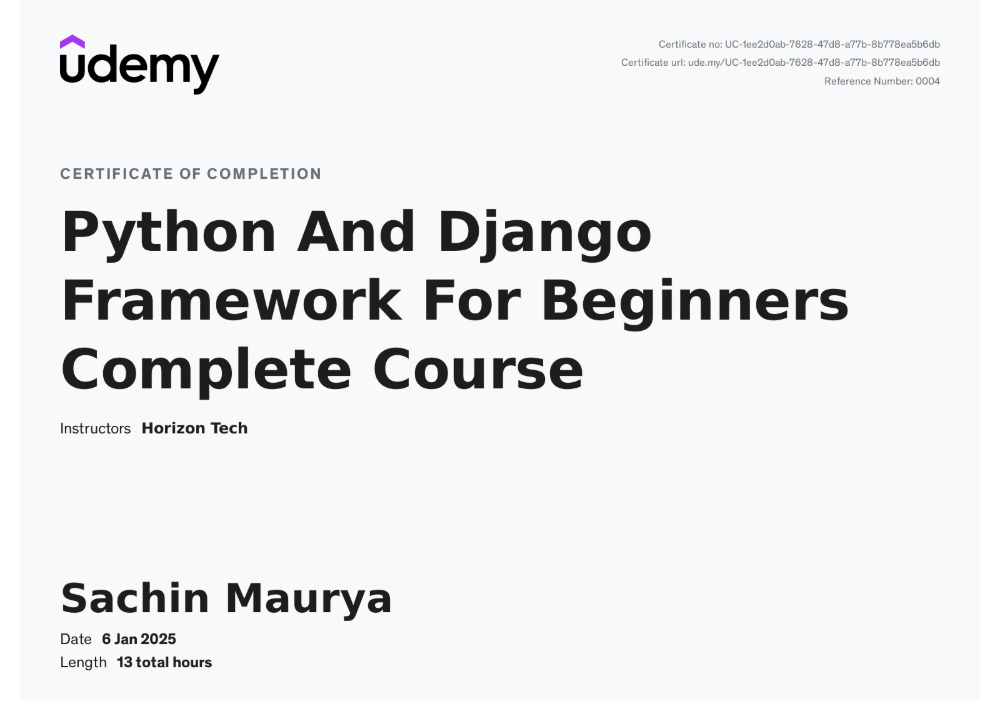 udemy
Certificate no: UC-1ee2d0ab-7628-47d8-a77b-8b778ea5b6db
Certificate url: ude.my/UC-1ee2d0ab-7628-47d8-a77b-8b778ea5b6db
Reference Number: 0004
CERTIFICATE OF COMPLETION
Python And Django
Framework For Beginners
Complete Course
Instructors Horizon Tech
Sachin Maurya
Date 6 Jan 2025
Length 13 total hours